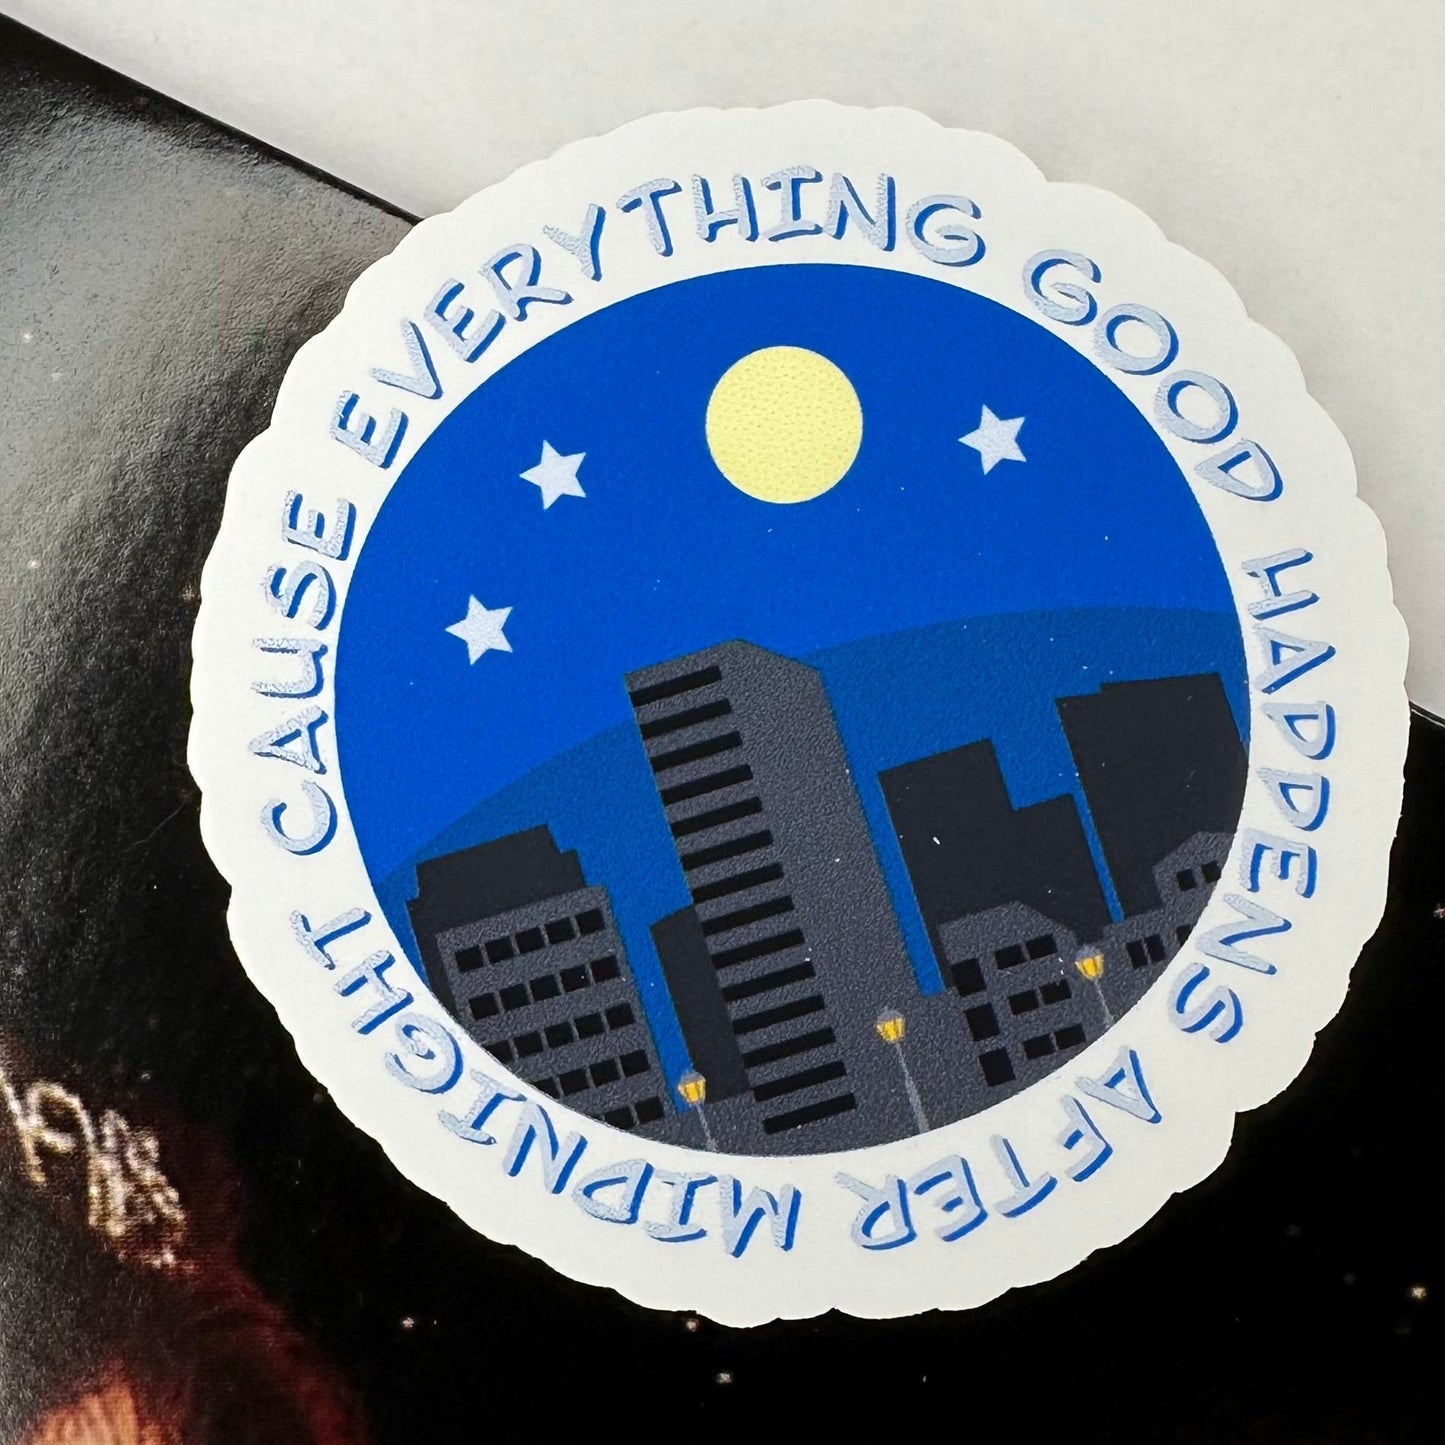 CAUSE EVERYTHING GOOD HAPPENS AFTER MIDNIGHT